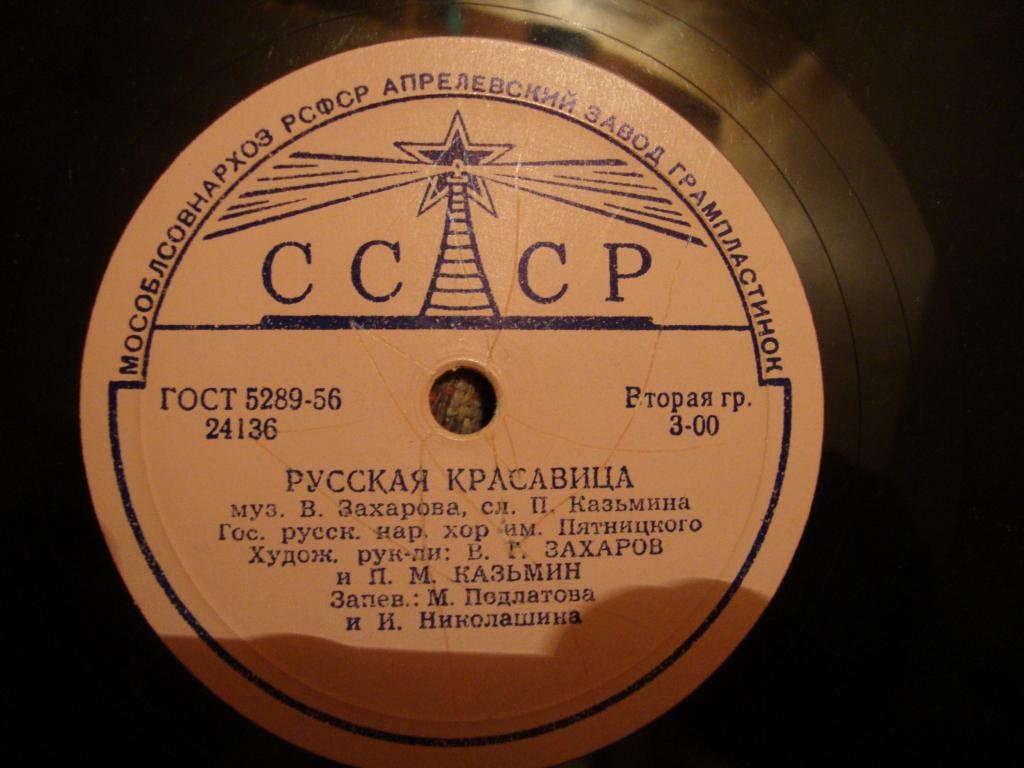 МОСОБЛСОВНАРХОЗ РСФСР АПРЕЛЕВСКИЙ ЗАВОД ГРАМПЛАСТИНОК
СССР
ГОСТ 5289-56
24136
Вторая гр.
3-00
РУССКАЯ КРАСАВИЦА
муз. В. Захарова, сл. П. Казьмина
Гос. русск. нар. хор им. Пятницкого
Худож. рук-ли: В. Г. ЗАХАРОВ
и П. М. КАЗЬМИН
Запев.: М. Подлатова
и И. Николашина